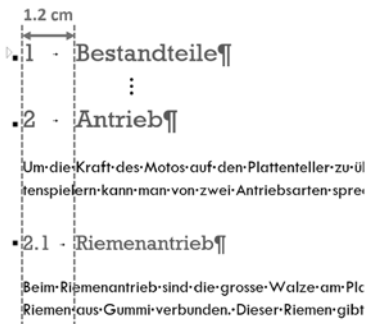 1.2 cm
1 Bestandteile¶
2 Antrieb¶
Um·die·Kraft·des·Motos·auf·den·Plattenteller·zu·ü
tenspielern·kann·man·von·zwei·Antriebsarten·spre
2.1 Riemenantrieb¶
Beim·Riemenantrieb·sind·die·grosse·Walze·am·Pla
Riemen·aus·Gummi·verbunden.·Dieser·Riemen·gibt